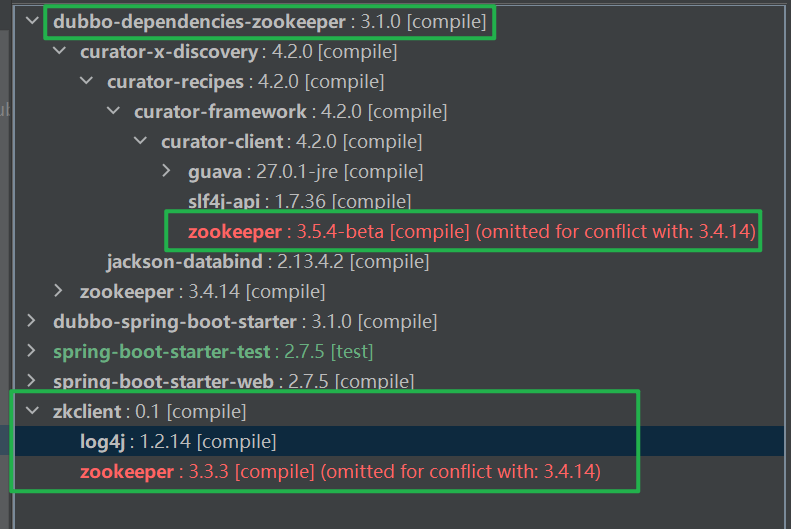 dubbo-dependencies-zookeeper : 3.1.0 [compile]
curator-x-discovery : 4.2.0 [compile]
curator-recipes : 4.2.0 [compile]
curator-framework : 4.2.0 [compile]
curator-client : 4.2.0 [compile]
guava : 27.0.1-jre [compile]
slf4j-api : 1.7.36 [compile]
zookeeper : 3.5.4-beta [compile] (omitted for conflict with: 3.4.14)
jackson-databind : 2.13.4.2 [compile]
zookeeper : 3.4.14 [compile]
dubbo-spring-boot-starter : 3.1.0 [compile]
spring-boot-starter-test : 2.7.5 [test]
spring-boot-starter-web : 2.7.5 [compile]
zkclient : 0.1 [compile]
log4j : 1.2.14 [compile]
zookeeper : 3.3.3 [compile] (omitted for conflict with: 3.4.14)